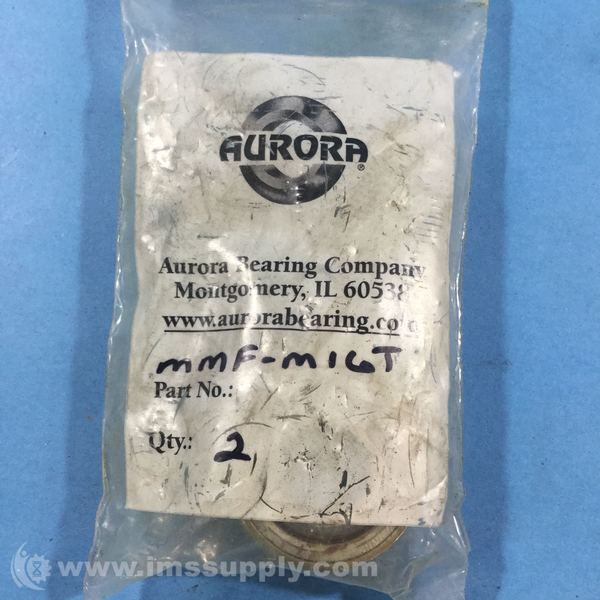 AURORA
®
Aurora Bearing Company
Montgomery, IL 60538
www.aurorabearing.com
MMF-M16T
Part No.:
Qty.: 2
www.imssupply.com